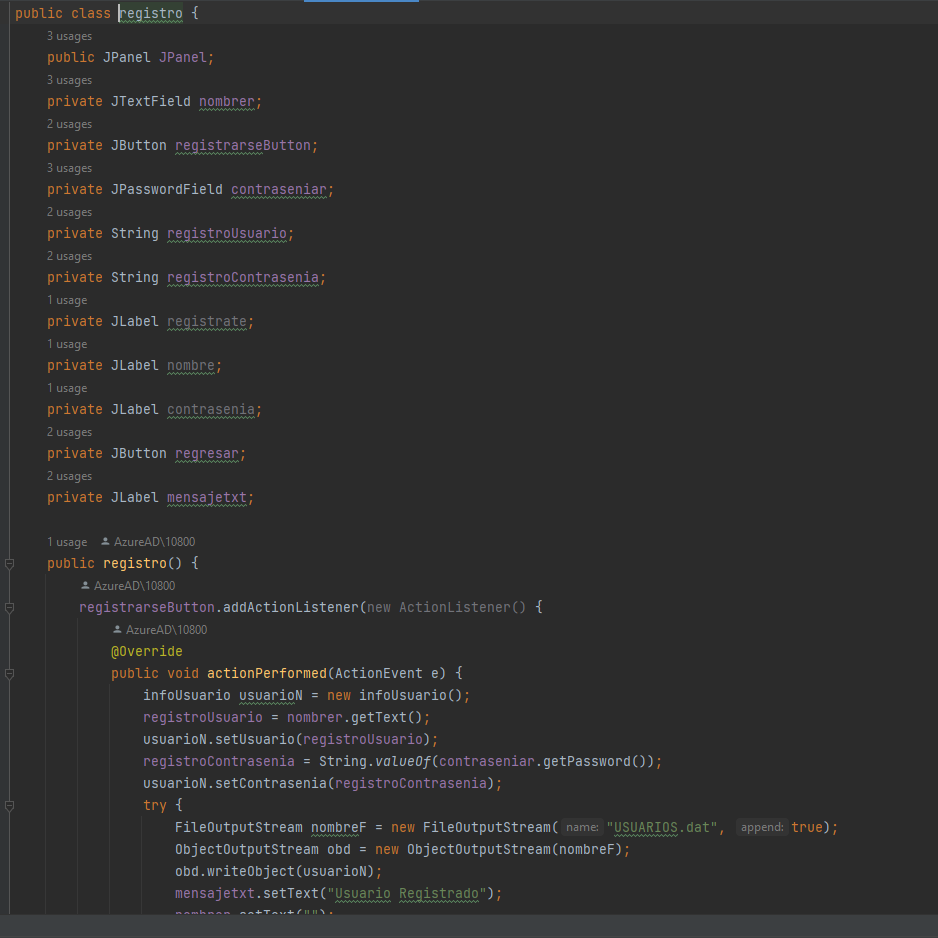 public class registro {
3 usages
public JPanel JPanel;
3 usages
private JTextField nombrer;
2 usages
private JButton registrarseButton;
3 usages
private JPasswordField contraseniar;
2 usages
private String registroUsuario;
2 usages
private String registroContrasenia;
1 usage
private JLabel registrate;
1 usage
private JLabel nombre;
1 usage
private JLabel contrasenia;
2 usages
private JButton regresar;
2 usages
private JLabel mensajetxt;
1 usage AzureAD\10800
public registro() {
AzureAD\10800
registrarseButton.addActionListener(new ActionListener() {
AzureAD\10800
@Override
public void actionPerformed(ActionEvent e) {
infoUsuario usuarioN = new infoUsuario();
registroUsuario = nombrer.getText();
usuarioN.setUsuario(registroUsuario);
registroContrasenia = String.valueOf(contraseniar.getPassword());
usuarioN.setContrasenia(registroContrasenia);
try {
FileOutputStream nombreF = new FileOutputStream( name: "USUARIOS.dat", append: true);
ObjectOutputStream obd = new ObjectOutputStream(nombreF);
obd.writeObject(usuarioN);
mensajetxt.setText("Usuario Registrado");
nombrer.setText("");